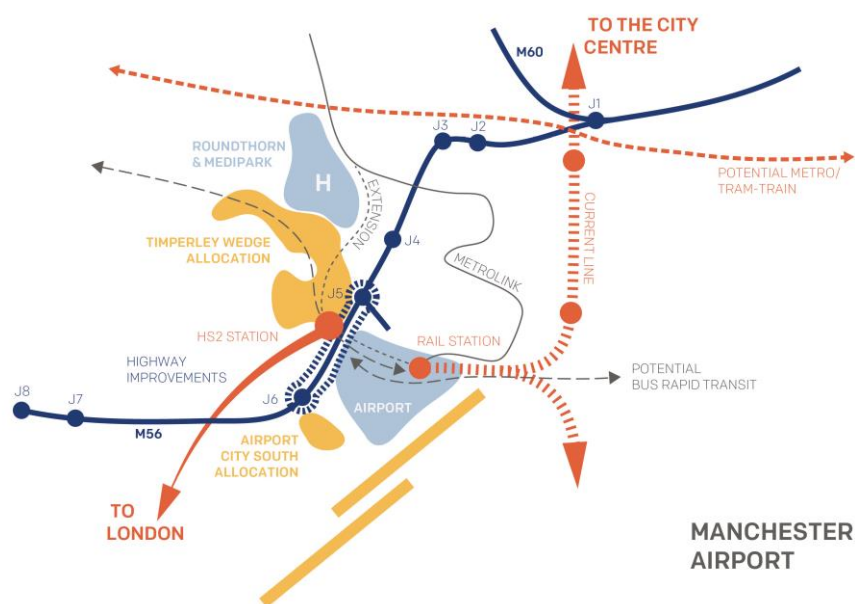 TO THE CITY
CENTRE
M60
J1
J3
J2
ROUNDTHORN
& MEDIPARK
H
POTENTIAL METRO/
TRAM-TRAIN
EXTENSION
CURRENT LINE
TIMPERLEY WEDGE
ALLOCATION
J4
METROLINK
J5
HS2 STATION
RAIL STATION
HIGHWAY
IMPROVEMENTS
POTENTIAL
BUS RAPID TRANSIT
J8
J7
J6
AIRPORT
M56
AIRPORT
CITY SOUTH
ALLOCATION
TO
LONDON
MANCHESTER
AIRPORT